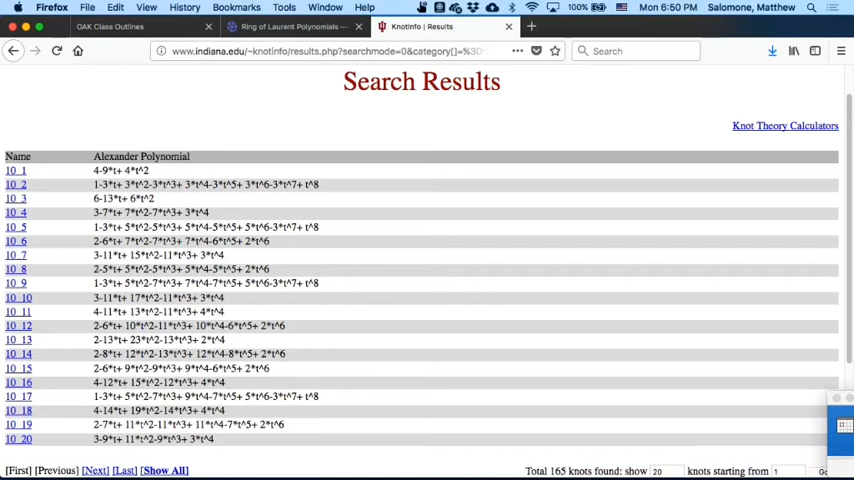 Firefox File Edit View History Bookmarks Tools Window Help 100% Mon 6:50 PM Salomone, Matthew
OAK Class Outlines Ring of Laurent Polynomials — KnotInfo | Results
www.indiana.edu/~knotinfo/results.php?searchmode=0&category[]=%3D" Search
Search Results
Knot Theory Calculators
Name Alexander Polynomial
10_1 4-9*t+ 4*t^2
10_2 1-3*t+ 3*t^2-3*t^3+ 3*t^4-3*t^5+ 3*t^6-3*t^7+ t^8
10_3 6-13*t+ 6*t^2
10_4 3-7*t+ 7*t^2-7*t^3+ 3*t^4
10_5 1-3*t+ 5*t^2-5*t^3+ 5*t^4-5*t^5+ 5*t^6-3*t^7+ t^8
10_6 2-6*t+ 7*t^2-7*t^3+ 7*t^4-6*t^5+ 2*t^6
10_7 3-11*t+ 15*t^2-11*t^3+ 3*t^4
10_8 2-5*t+ 5*t^2-5*t^3+ 5*t^4-5*t^5+ 2*t^6
10_9 1-3*t+ 5*t^2-7*t^3+ 7*t^4-7*t^5+ 5*t^6-3*t^7+ t^8
10_10 3-11*t+ 17*t^2-11*t^3+ 3*t^4
10_11 4-11*t+ 13*t^2-11*t^3+ 4*t^4
10_12 2-6*t+ 10*t^2-11*t^3+ 10*t^4-6*t^5+ 2*t^6
10_13 2-13*t+ 23*t^2-13*t^3+ 2*t^4
10_14 2-8*t+ 12*t^2-13*t^3+ 12*t^4-8*t^5+ 2*t^6
10_15 2-6*t+ 9*t^2-9*t^3+ 9*t^4-6*t^5+ 2*t^6
10_16 4-12*t+ 15*t^2-12*t^3+ 4*t^4
10_17 1-3*t+ 5*t^2-7*t^3+ 9*t^4-7*t^5+ 5*t^6-3*t^7+ t^8
10_18 4-14*t+ 19*t^2-14*t^3+ 4*t^4
10_19 2-7*t+ 11*t^2-11*t^3+ 11*t^4-7*t^5+ 2*t^6
10_20 3-9*t+ 11*t^2-9*t^3+ 3*t^4
[First] [Previous] [Next] [Last] [Show All] Total 165 knots found: show 20 knots starting from 1 Go